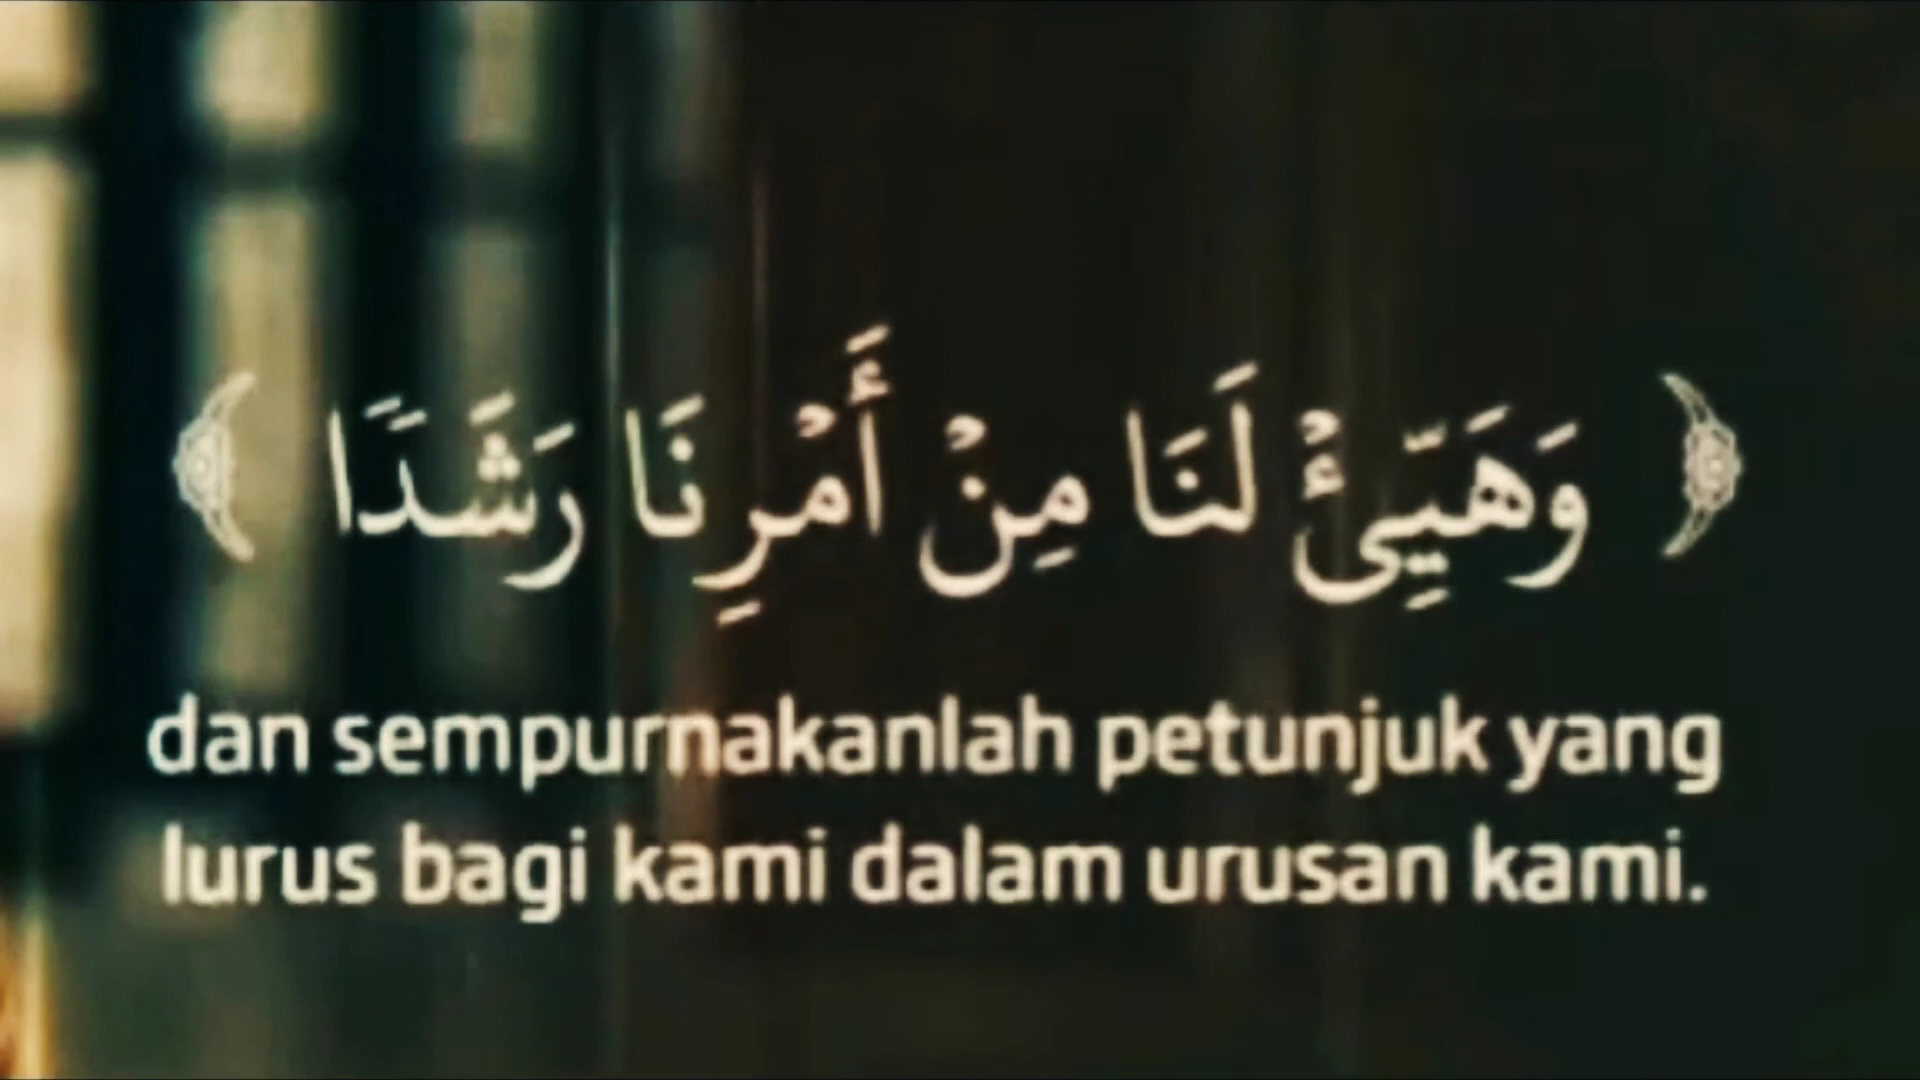 ﴿ وَهَيِّئۡ لَنَا مِنۡ أَمۡرِنَا رَشَدًا ﴾
dan sempurnakanlah petunjuk yang
lurus bagi kami dalam urusan kami.